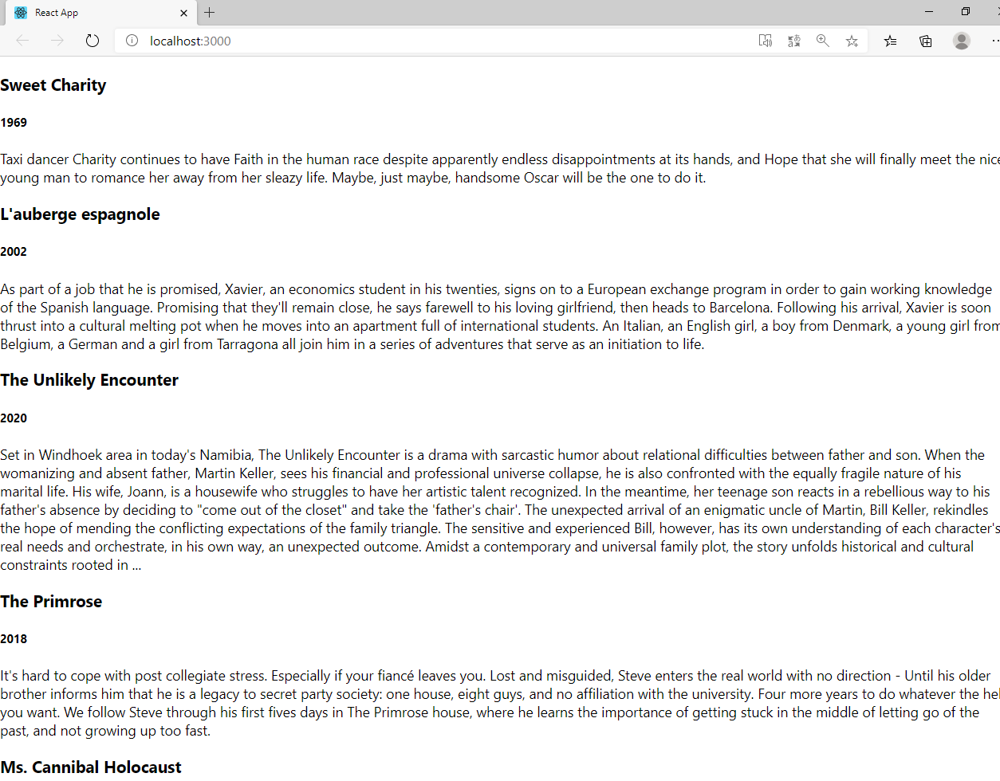 React App
localhost:3000
Sweet Charity
1969
Taxi dancer Charity continues to have Faith in the human race despite apparently endless disappointments at its hands, and Hope that she will finally meet the nice
young man to romance her away from her sleazy life. Maybe, just maybe, handsome Oscar will be the one to do it.
L'auberge espagnole
2002
As part of a job that he is promised, Xavier, an economics student in his twenties, signs on to a European exchange program in order to gain working knowledge
of the Spanish language. Promising that they'll remain close, he says farewell to his loving girlfriend, then heads to Barcelona. Following his arrival, Xavier is soon
thrust into a cultural melting pot when he moves into an apartment full of international students. An Italian, an English girl, a boy from Denmark, a young girl from
Belgium, a German and a girl from Tarragona all join him in a series of adventures that serve as an initiation to life.
The Unlikely Encounter
2020
Set in Windhoek area in today's Namibia, The Unlikely Encounter is a drama with sarcastic humor about relational difficulties between father and son. When the
womanizing and absent father, Martin Keller, sees his financial and professional universe collapse, he is also confronted with the equally fragile nature of his
marital life. His wife, Joann, is a housewife who struggles to have her artistic talent recognized. In the meantime, her teenage son reacts in a rebellious way to his
father's absence by deciding to "come out of the closet" and take the 'father's chair'. The unexpected arrival of an enigmatic uncle of Martin, Bill Keller, rekindles
the hope of mending the conflicting expectations of the family triangle. The sensitive and experienced Bill, however, has its own understanding of each character's
real needs and orchestrate, in his own way, an unexpected outcome. Amidst a contemporary and universal family plot, the story unfolds historical and cultural
constraints rooted in ...
The Primrose
2018
It's hard to cope with post collegiate stress. Especially if your fiancé leaves you. Lost and misguided, Steve enters the real world with no direction - Until his older
brother informs him that he is a legacy to secret party society: one house, eight guys, and no affiliation with the university. Four more years to do whatever the hel
you want. We follow Steve through his first fives days in The Primrose house, where he learns the importance of getting stuck in the middle of letting go of the
past, and not growing up too fast.
Ms. Cannibal Holocaust